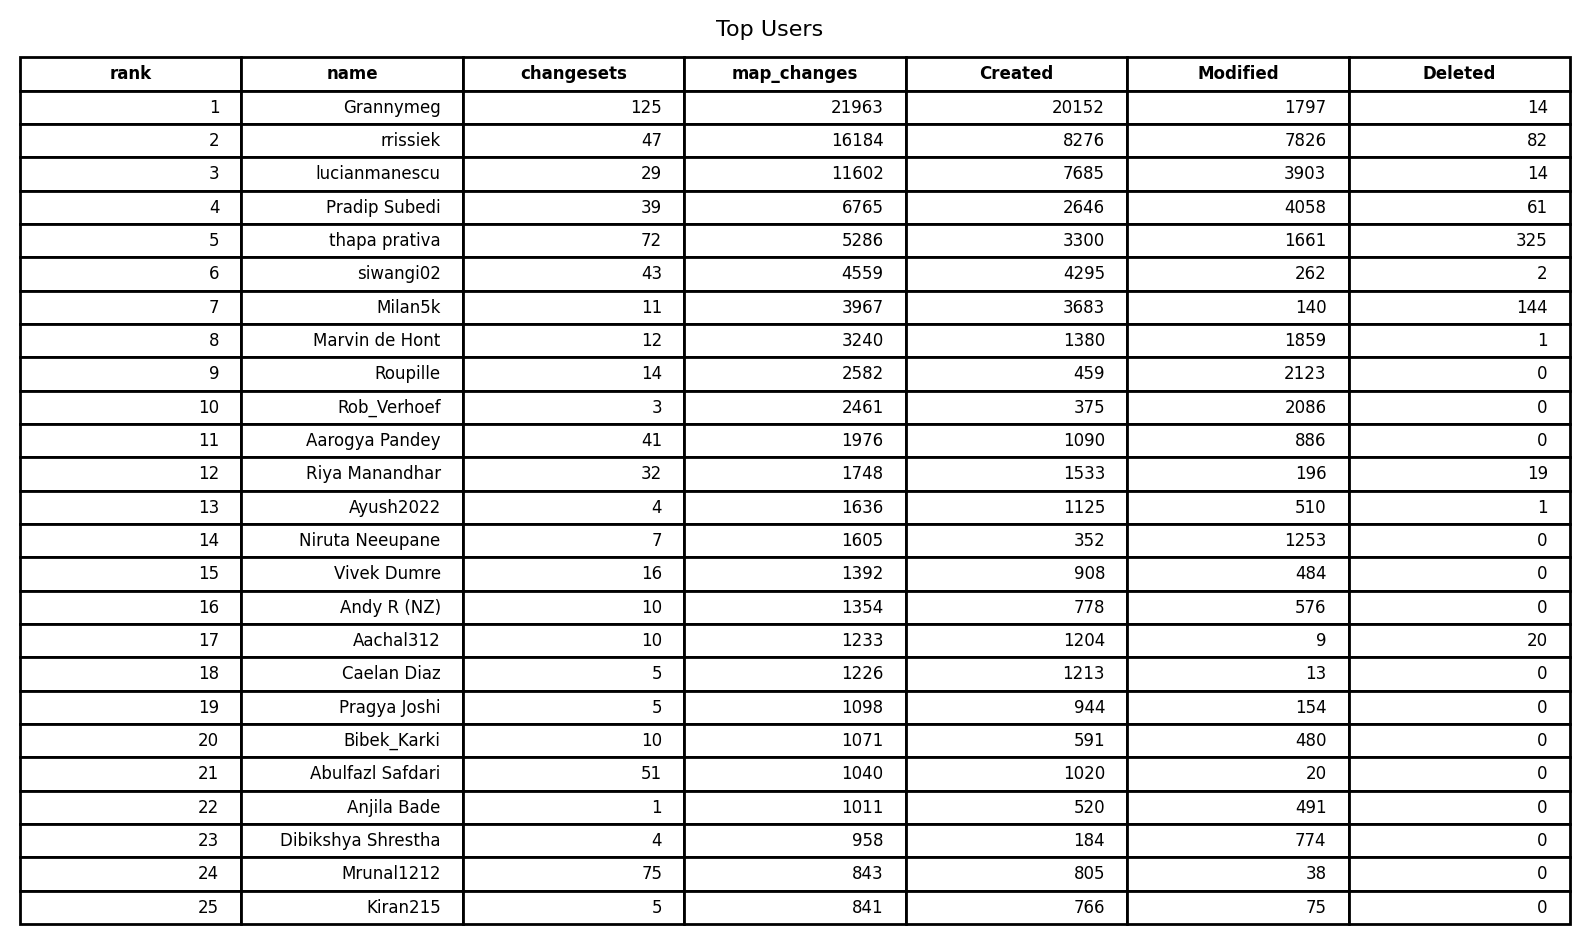 Top Users
rank name changesets map_changes Created Modified Deleted
1 Grannymeg 125 21963 20152 1797 14
2 rrissiek 47 16184 8276 7826 82
3 lucianmanescu 29 11602 7685 3903 14
4 Pradip Subedi 39 6765 2646 4058 61
5 thapa prativa 72 5286 3300 1661 325
6 siwangi02 43 4559 4295 262 2
7 Milan5k 11 3967 3683 140 144
8 Marvin de Hont 12 3240 1380 1859 1
9 Roupille 14 2582 459 2123 0
10 Rob_Verhoef 3 2461 375 2086 0
11 Aarogya Pandey 41 1976 1090 886 0
12 Riya Manandhar 32 1748 1533 196 19
13 Ayush2022 4 1636 1125 510 1
14 Niruta Neeupane 7 1605 352 1253 0
15 Vivek Dumre 16 1392 908 484 0
16 Andy R (NZ) 10 1354 778 576 0
17 Aachal312 10 1233 1204 9 20
18 Caelan Diaz 5 1226 1213 13 0
19 Pragya Joshi 5 1098 944 154 0
20 Bibek_Karki 10 1071 591 480 0
21 Abulfazl Safdari 51 1040 1020 20 0
22 Anjila Bade 1 1011 520 491 0
23 Dibikshya Shrestha 4 958 184 774 0
24 Mrunal1212 75 843 805 38 0
25 Kiran215 5 841 766 75 0